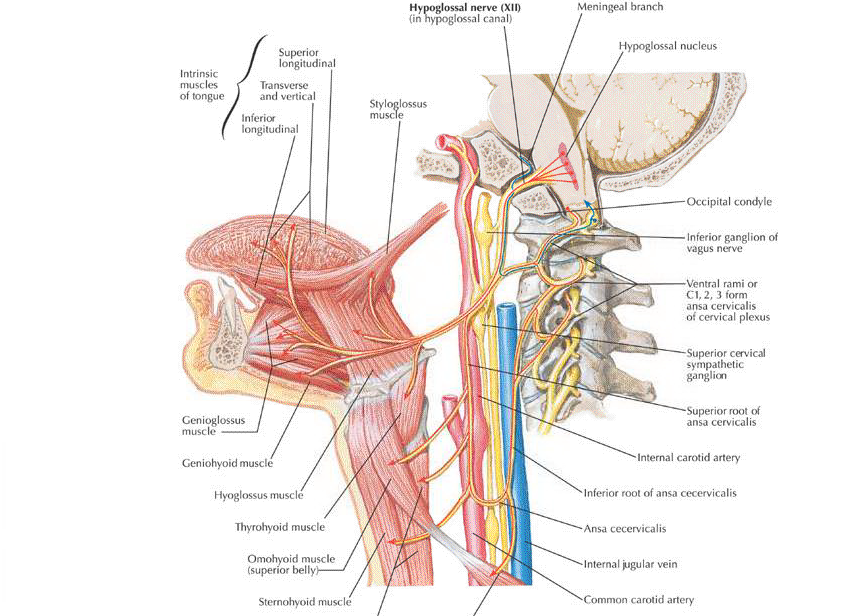 Hypoglossal nerve (XII)
(in hypoglossal canal)
Meningeal branch
Hypoglossal nucleus
Intrinsic
muscles
of tongue
Superior
longitudinal
Transverse
and vertical
Inferior
longitudinal
Styloglossus
muscle
Occipital condyle
Inferior ganglion of
vagus nerve
Ventral rami or
C1, 2, 3 form
ansa cervicalis
of cervical plexus
Superior cervical
sympathetic
ganglion
Superior root of
ansa cervicalis
Internal carotid artery
Inferior root of ansa cecervicalis
Ansa cecervicalis
Internal jugular vein
Common carotid artery
Genioglossus
muscle
Geniohyoid muscle
Hyoglossus muscle
Thyrohyoid muscle
Omohyoid muscle
(superior belly)
Sternohyoid muscle